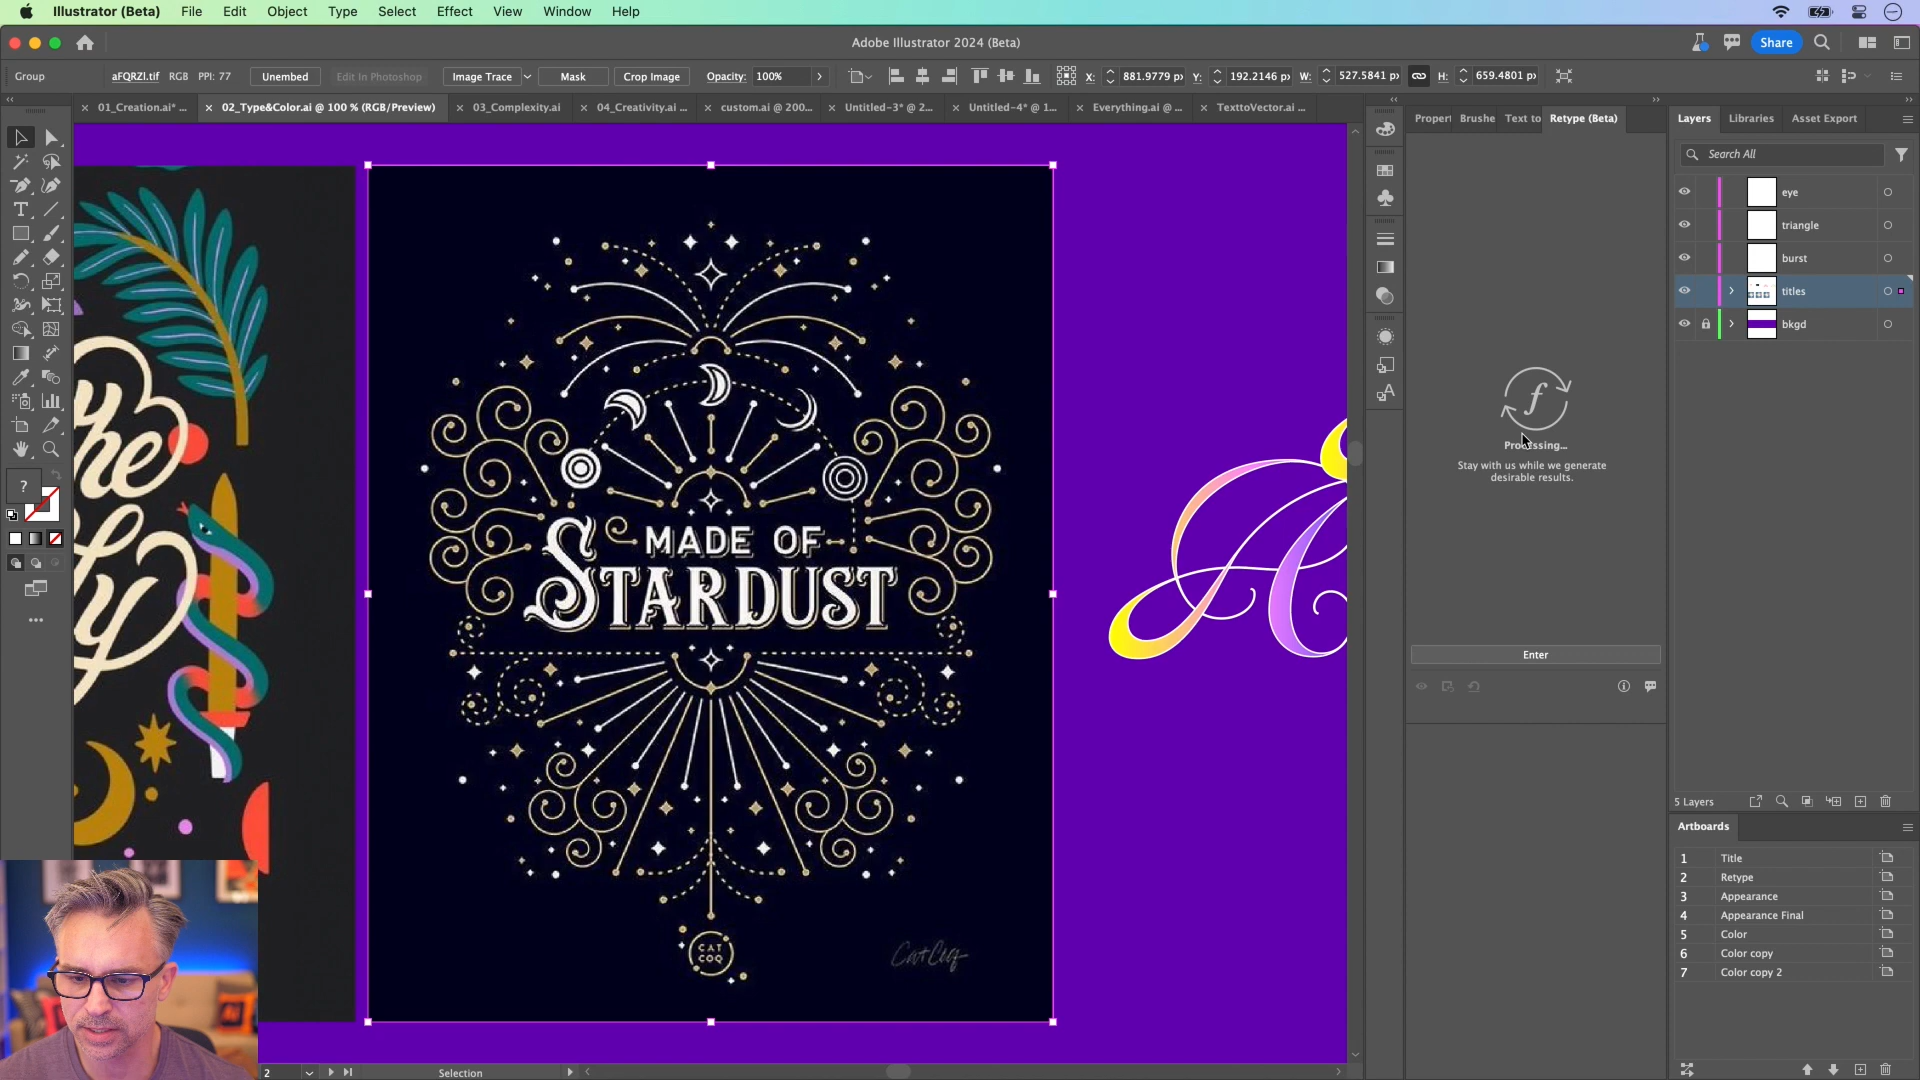 Illustrator (Beta) File Edit Object Type Select Effect View Window Help
Adobe Illustrator 2024 (Beta)
Share
Group aFQRZl.tif RGB PPI: 77 Unembed Edit In Photoshop Image Trace Mask Crop Image Opacity: 100% X: 881.9779 p Y: 192.2146 p W: 527.5841 p H: 659.4801 p
01_Creation.ai* ... 02_Type&Color.ai @ 100 % (RGB/Preview) 03_Complexity.ai 04_Creativity.ai ... custom.ai @ 200... Untitled-3* @ 2... Untitled-4* @ 1... Everything.ai @ ... TexttoVector.ai ...
Proper Brushe Text to Retype (Beta)
Layers Libraries Asset Export
Search All
eye
triangle
burst
titles
bkgd
f
Processing...
Stay with us while we generate
desirable results.
Enter
he
y
MADE OF
STARDUST
CAT
COQ
CatCoq
A
?
5 Layers
Artboards
1 Title
2 Retype
3 Appearance
4 Appearance Final
5 Color
6 Color copy
7 Color copy 2
2 Selection